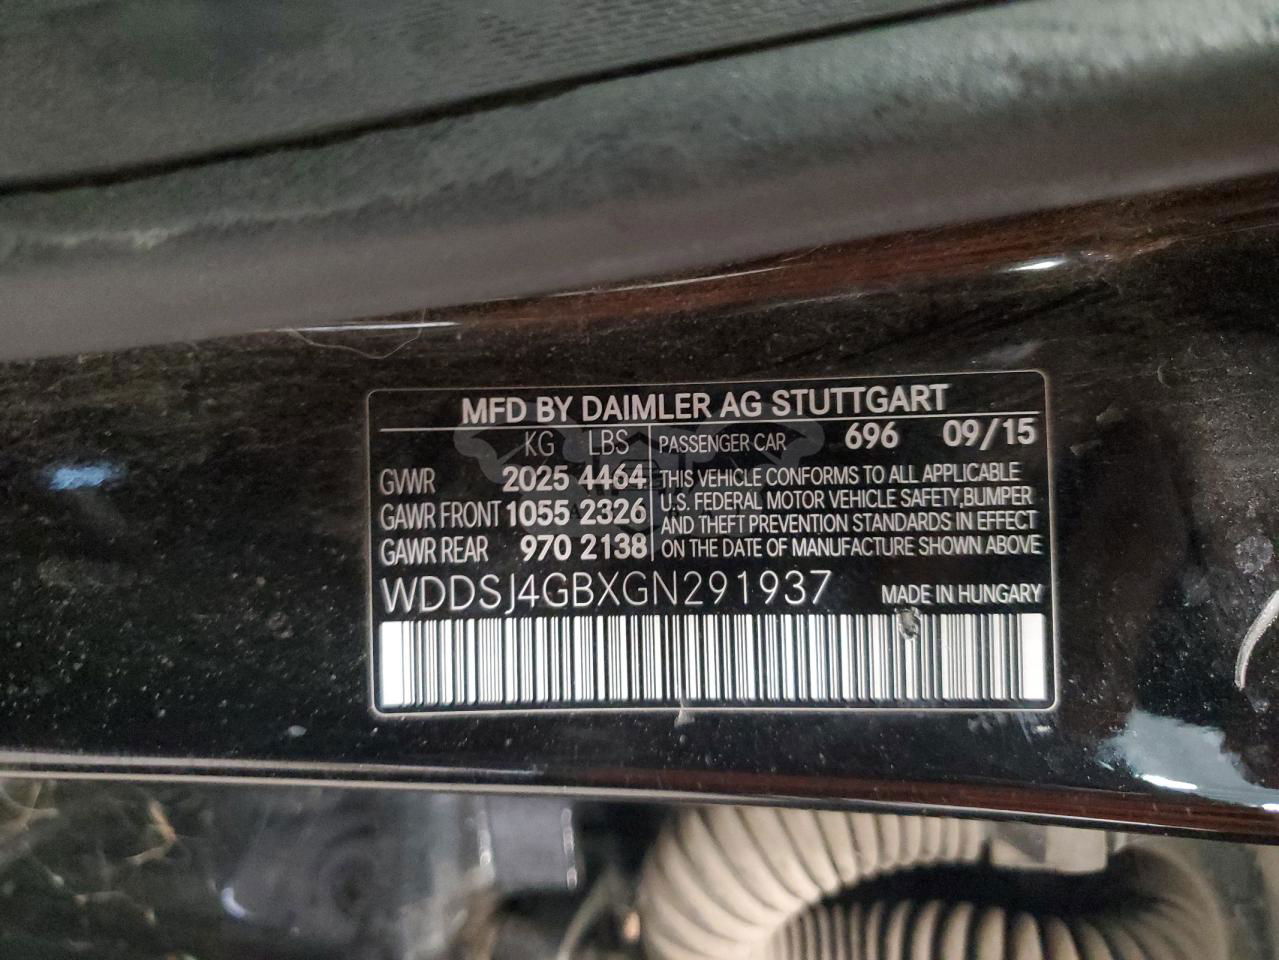 MFD BY DAIMLER AG STUTTGART
KG LBS PASSENGER CAR 696 09/15
GVWR 2025 4464 THIS VEHICLE CONFORMS TO ALL APPLICABLE
U.S. FEDERAL MOTOR VEHICLE SAFETY, BUMPER
GAWR FRONT 1055 2326 AND THEFT PREVENTION STANDARDS IN EFFECT
GAWR REAR 970 2138 ON THE DATE OF MANUFACTURE SHOWN ABOVE
WDDSJ4GBXGN291937 MADE IN HUNGARY